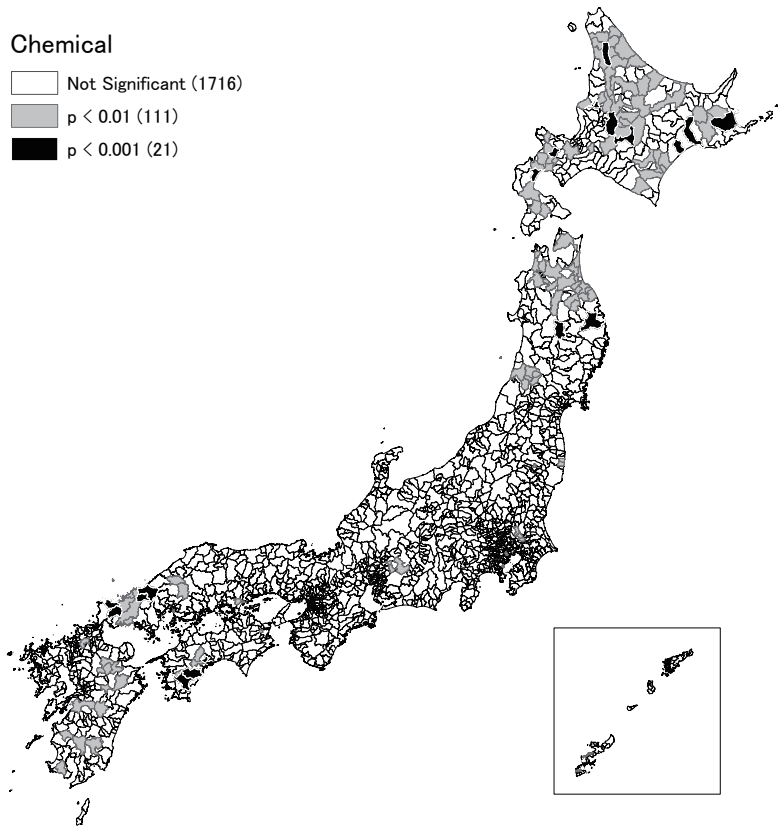 Chemical
Not Significant (1716)
p < 0.01 (111)
p < 0.001 (21)